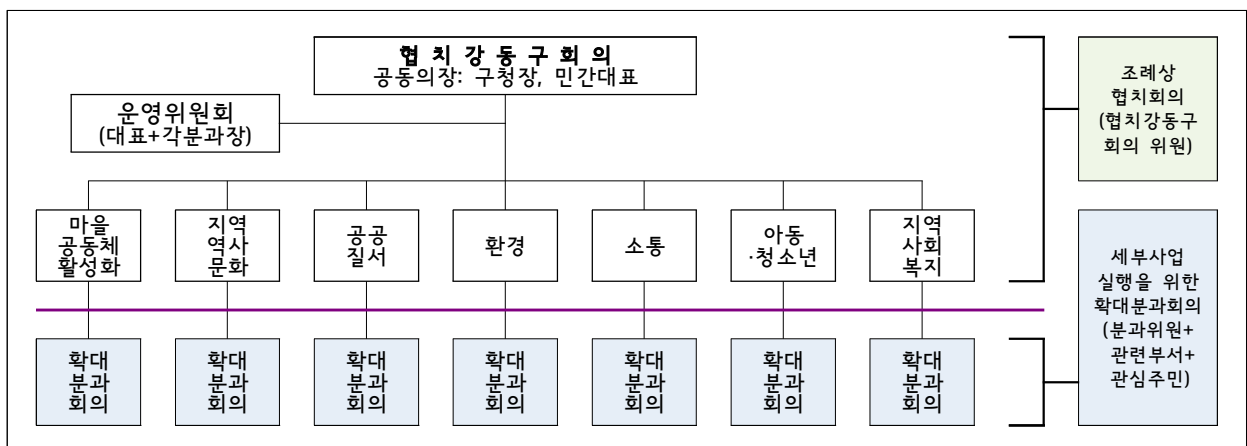 협 치 강 동 구 회 의
공동의장: 구청장, 민간대표
운영위원회
(대표+각분과장)
조례상
협치회의
(협치강동구
회의 위원)
마을
공동체
활성화
지역
역사
문화
공공
질서
환경
소통
아동
·청소년
지역
사회
복지
세부사업
실행을 위한
확대분과회의
(분과위원+
관련부서+
관심주민)
확대
분과
회의
확대
분과
회의
확대
분과
회의
확대
분과
회의
확대
분과
회의
확대
분과
회의
확대
분과
회의